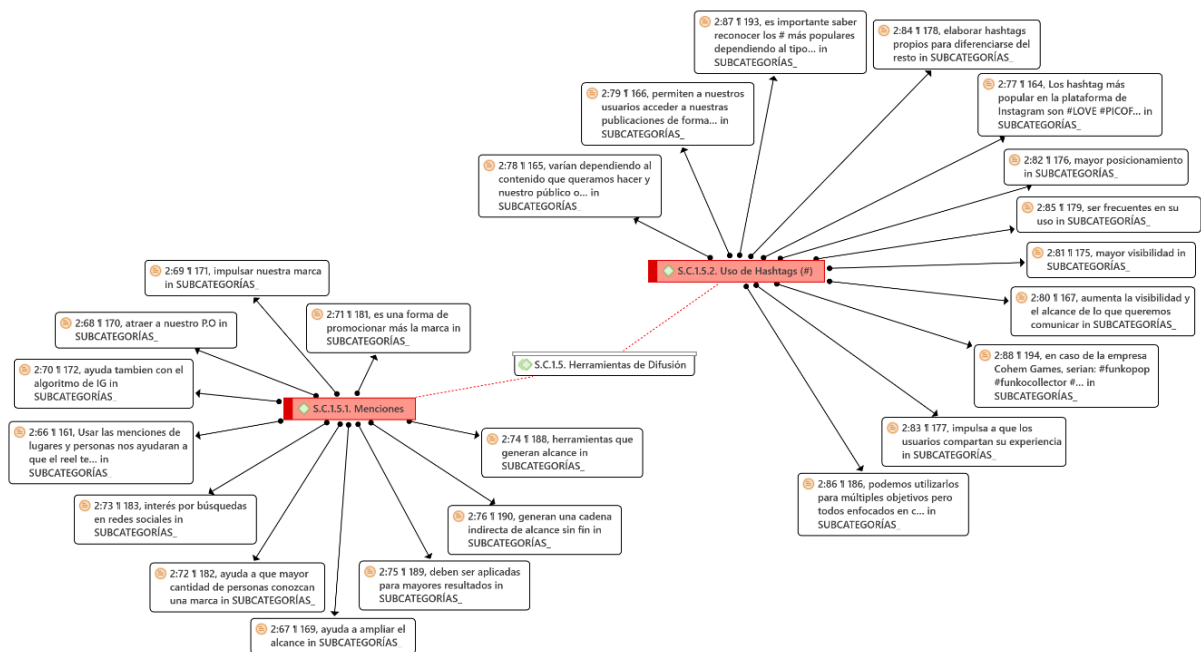 2:87 ¶ 193, es importante saber
reconocer los # más populares
dependiendo al tipo... in
SUBCATEGORÍAS_
2:84 ¶ 178, elaborar hashtags
propios para diferenciarse del
resto in SUBCATEGORÍAS_
2:79 ¶ 166, permiten a nuestros
usuarios acceder a nuestras
publicaciones de forma... in
SUBCATEGORÍAS_
2:77 ¶ 164, Los hashtag más
popular en la plataforma de
Instagram son #LOVE #PICOF...
in
SUBCATEGORÍAS_
2:78 ¶ 165, varían dependiendo al
contenido que queramos hacer y
nuestro público o... in
SUBCATEGORÍAS_
2:82 ¶ 176, mayor posicionamiento
in SUBCATEGORÍAS_
2:85 ¶ 179, ser frecuentes en su
uso in SUBCATEGORÍAS_
2:81 ¶ 175, mayor visibilidad in
SUBCATEGORÍAS_
S.C.1.5.2. Uso de Hashtags (#)
2:80 ¶ 167, aumenta la visibilidad y
el alcance de lo que queremos
comunicar in SUBCATEGORÍAS_
2:88 ¶ 194, en caso de la empresa
Cohem Games, serian: #funkopop
#funkocollector #... in
SUBCATEGORÍAS_
2:83 ¶ 177, impulsa a que los
usuarios compartan su experiencia
in SUBCATEGORÍAS_
2:86 ¶ 186, podemos utilizarlos
para múltiples objetivos pero
todos enfocados en c... in
SUBCATEGORÍAS_
S.C.1.5. Herramientas de Difusión
2:69 ¶ 171, impulsar nuestra marca
in SUBCATEGORÍAS_
2:71 ¶ 181, es una forma de
promocionar más la marca in
SUBCATEGORÍAS_
2:68 ¶ 170, atraer a nuestro P.O in
SUBCATEGORÍAS_
2:70 ¶ 172, ayuda tambien con el
algoritmo de IG in
SUBCATEGORÍAS_
S.C.1.5.1. Menciones
2:66 ¶ 161, Usar las menciones de
lugares y personas nos ayudaran a
que el reel te... in
SUBCATEGORÍAS_
2:74 ¶ 188, herramientas que
generan alcance in
SUBCATEGORÍAS_
2:73 ¶ 183, interés por búsquedas
en redes sociales in
SUBCATEGORÍAS_
2:76 ¶ 190, generan una cadena
indirecta de alcance sin fin in
SUBCATEGORÍAS_
2:72 ¶ 182, ayuda a que mayor
cantidad de personas conozcan
una marca in SUBCATEGORÍAS_
2:75 ¶ 189, deben ser aplicadas
para mayores resultados in
SUBCATEGORÍAS_
2:67 ¶ 169, ayuda a ampliar el
alcance in SUBCATEGORÍAS_